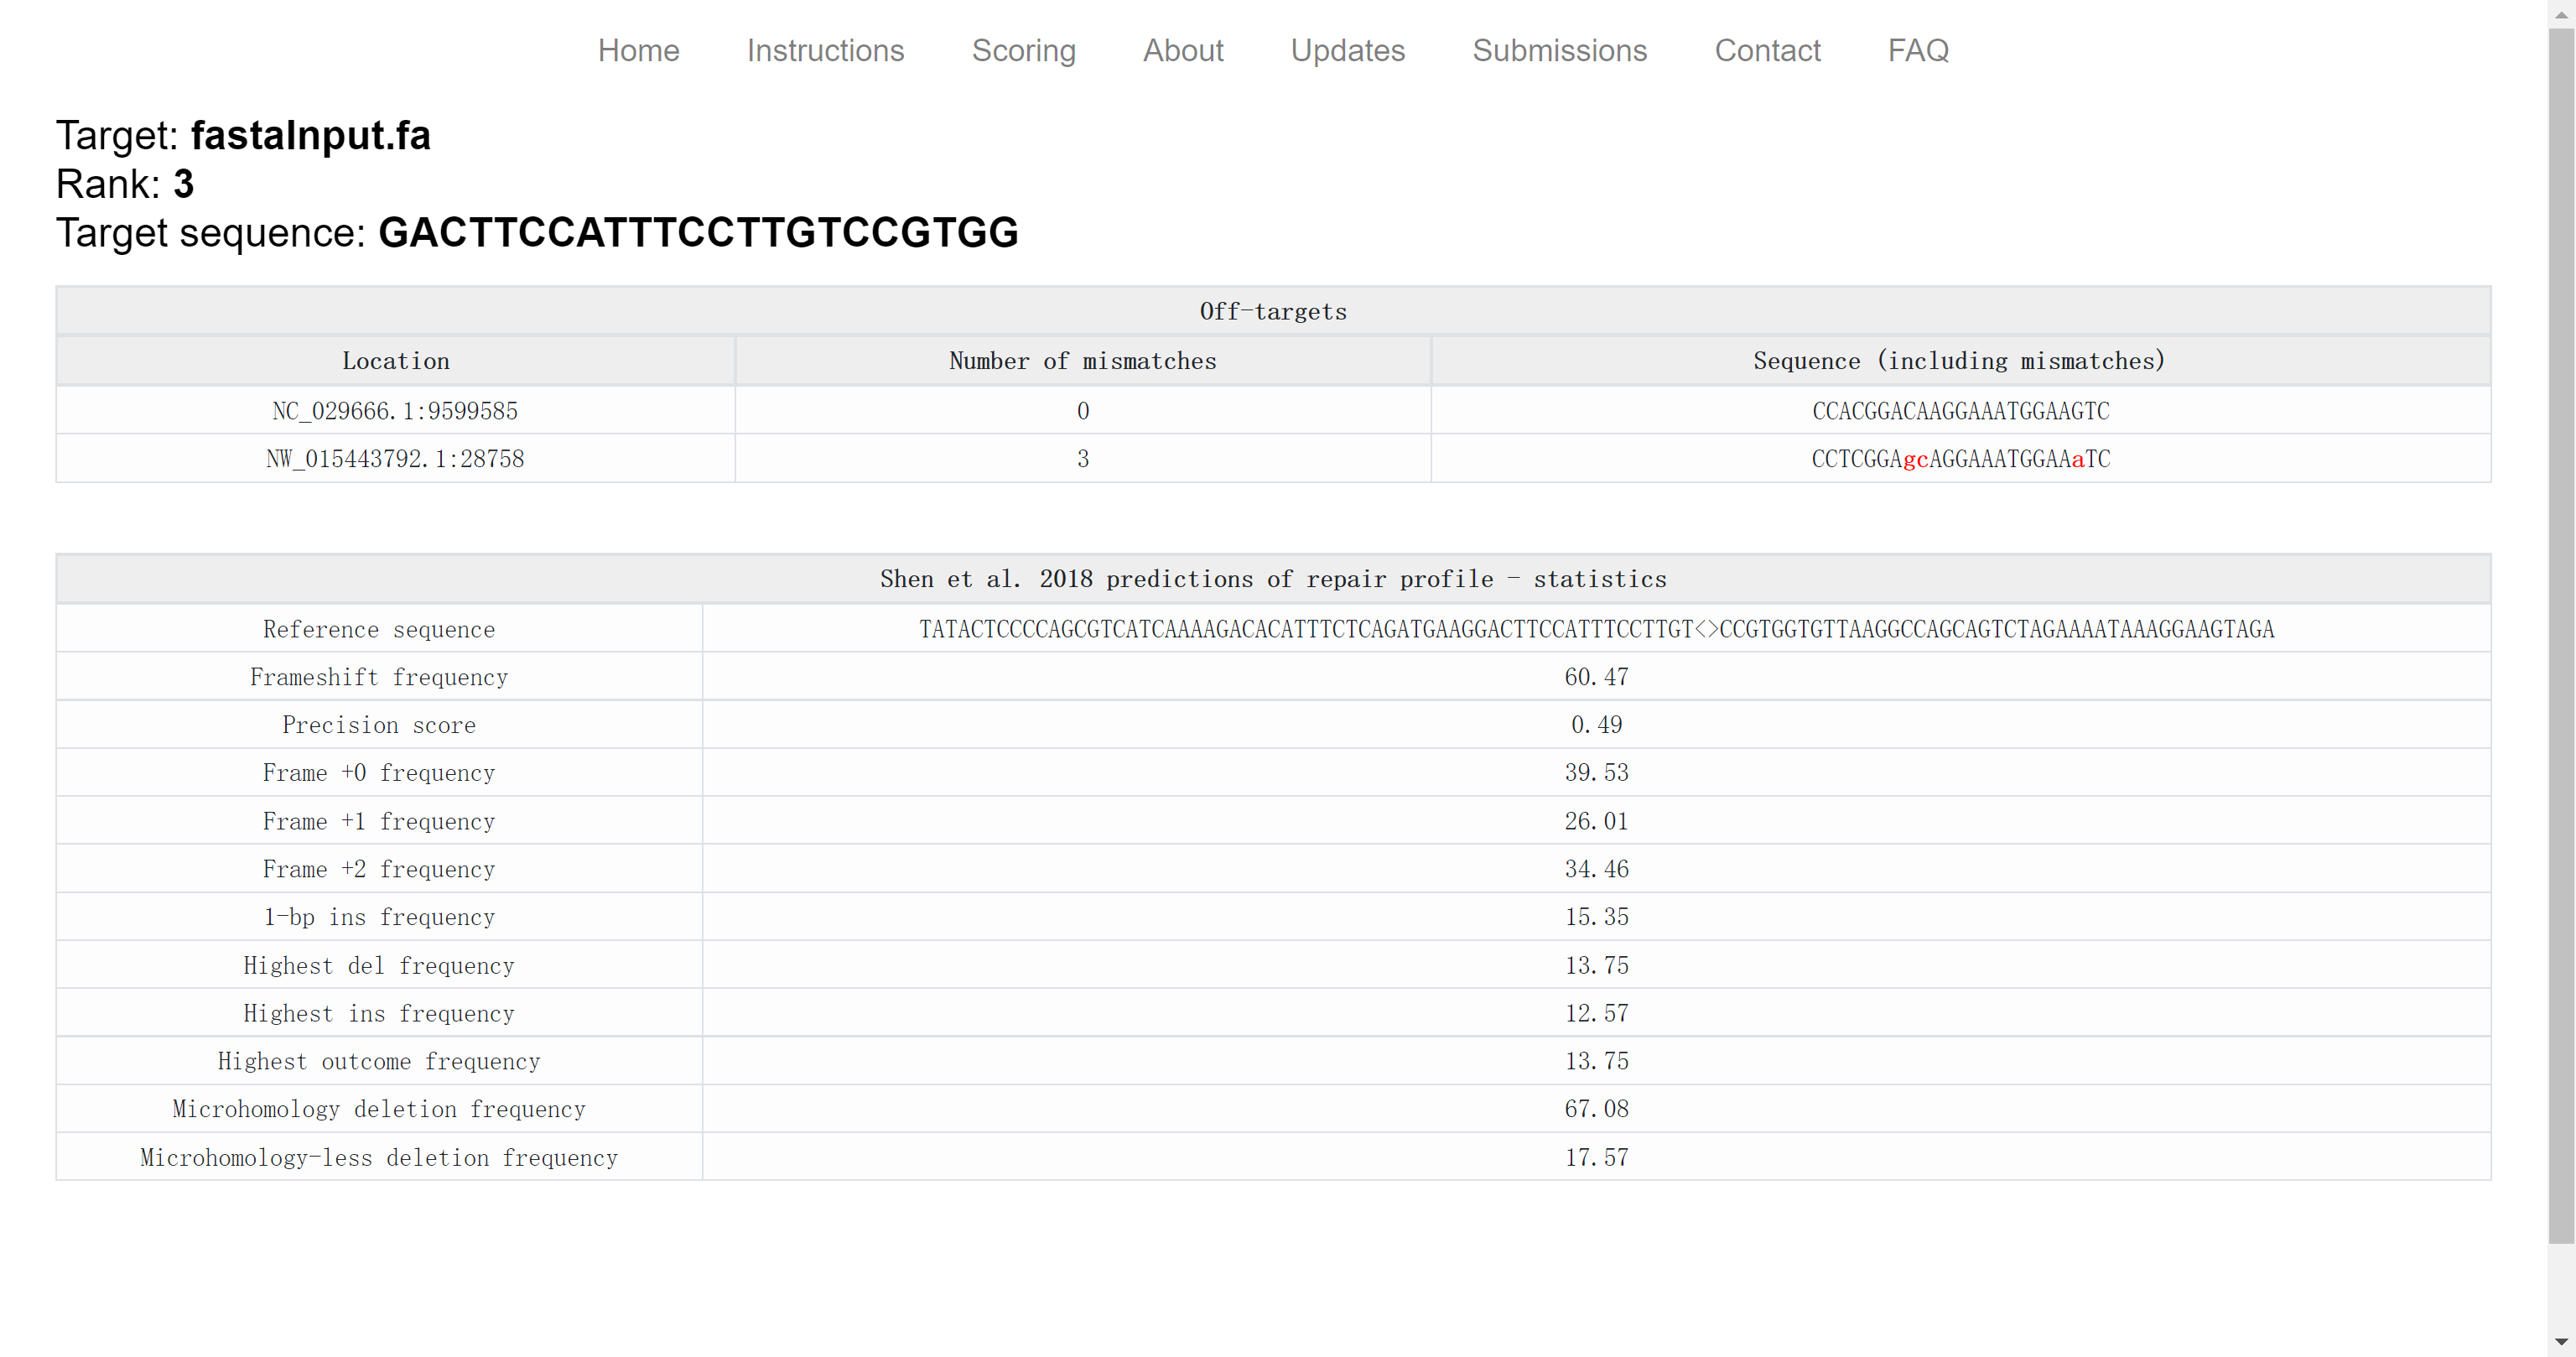 Home Instructions Scoring About Updates Submissions Contact FAQ
Target: fastaInput.fa
Rank: 3
Target sequence: GACTTCCATTTCCTTGTCCGTGG
Off-targets
Location Number of mismatches Sequence (including mismatches)
NC_029666.1:9599585 0 CCACGGACAAGGAAATGGAAGTC
NW_015443792.1:28758 3 CCTCGGAgcAGGAAATGGAAaTC
Shen et al. 2018 predictions of repair profile - statistics
Reference sequence TATACTCCCCAGCGTCATCAAAAGACACATTTCTCAGATGAAGGACTTCCATTTCCTTGT<>CCGTGGTGTTAAGGCCAGCAGTCTAGAAAATAAAGGAAGTAGA
Frameshift frequency 60.47
Precision score 0.49
Frame +0 frequency 39.53
Frame +1 frequency 26.01
Frame +2 frequency 34.46
1-bp ins frequency 15.35
Highest del frequency 13.75
Highest ins frequency 12.57
Highest outcome frequency 13.75
Microhomology deletion frequency 67.08
Microhomology-less deletion frequency 17.57